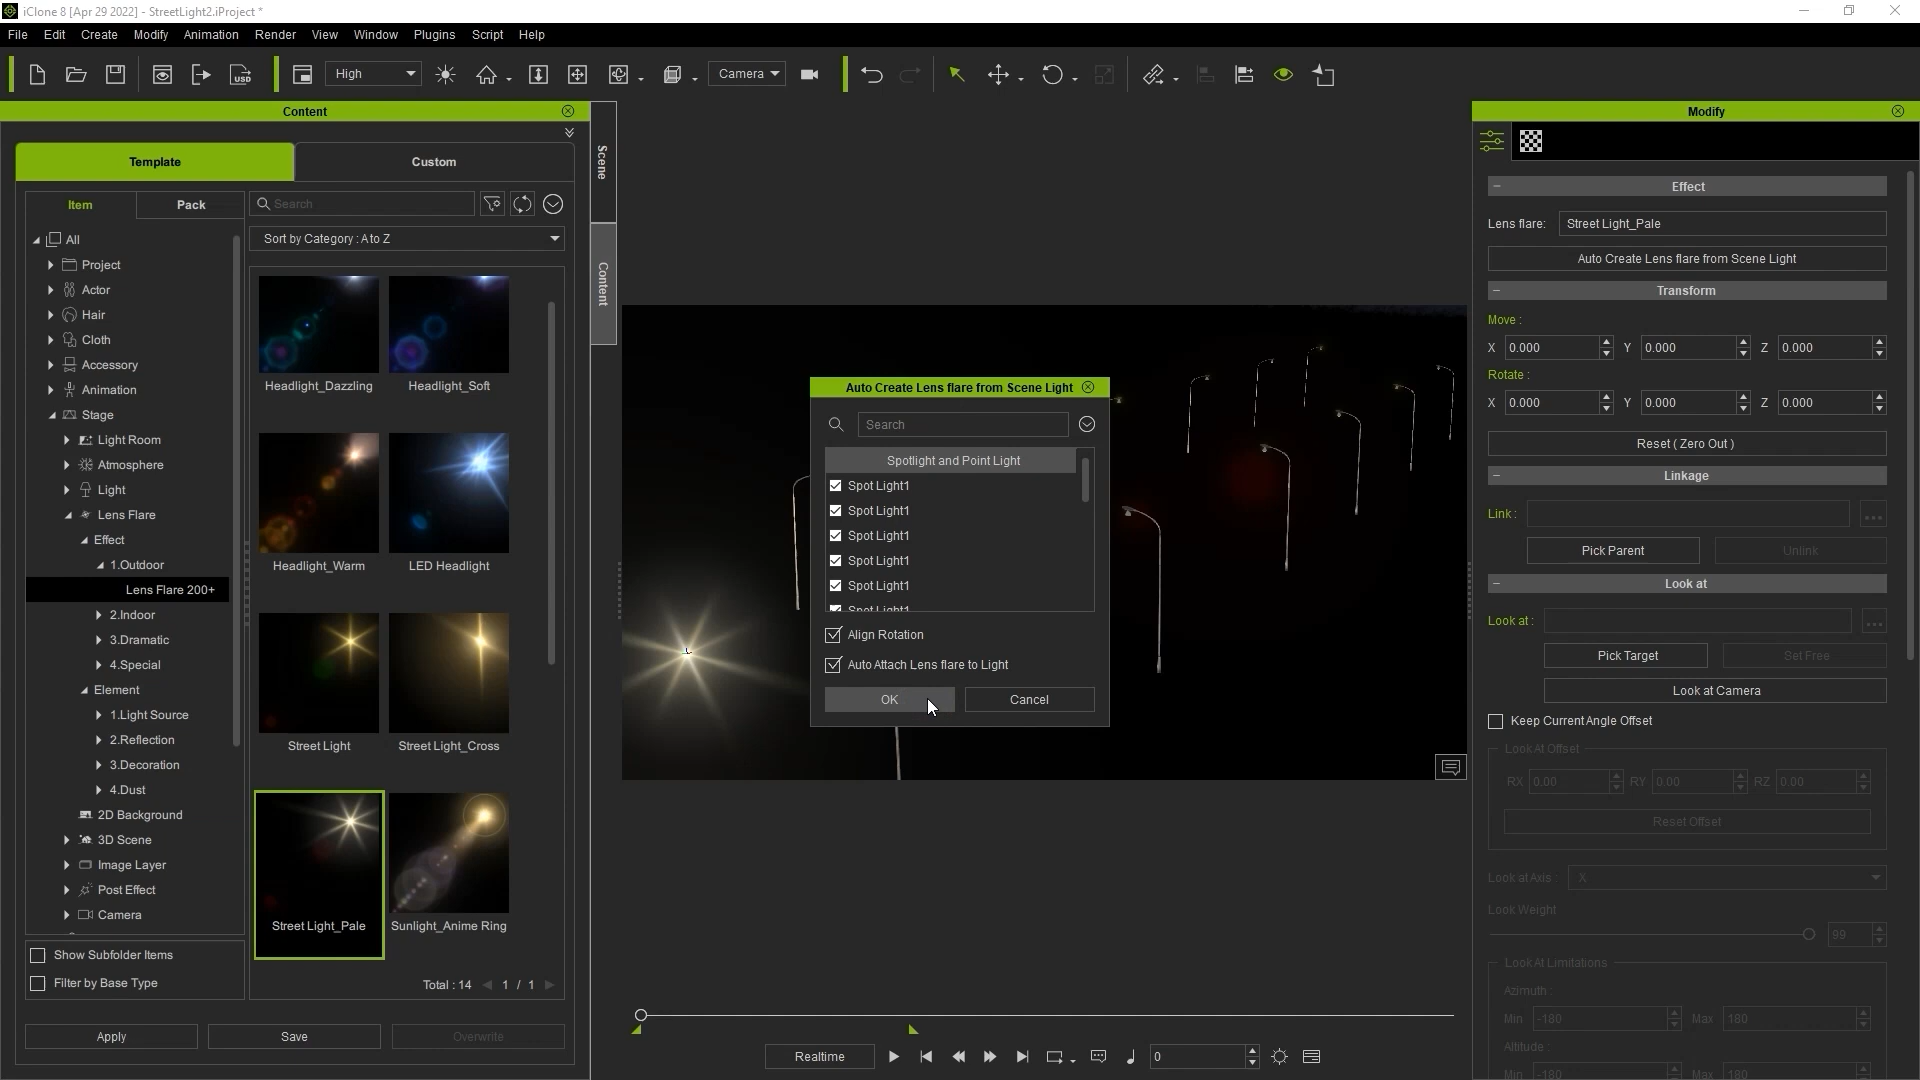 iClone 8 [Apr 29 2022] - StreetLight2.iProject *
File Edit Create Modify Animation Render View Window Plugins Script Help
USD High Camera
Content
Template Custom
Item Pack Search
Sort by Category : A to Z
All
Project
Actor
Hair
Cloth
Accessory
Animation
Stage
Light Room
Atmosphere
Light
Lens Flare
Effect
1.Outdoor
Lens Flare 200+
2.Indoor
3.Dramatic
4.Special
Element
1.Light Source
2.Reflection
3.Decoration
4.Dust
2D Background
3D Scene
Image Layer
Post Effect
Camera
Show Subfolder Items
Filter by Base Type
Headlight_Dazzling Headlight_Soft
Headlight_Warm LED Headlight
Street Light Street Light_Cross
Street Light_Pale Sunlight_Anime Ring
Total : 14 1 / 1
Apply Save Overwrite
Scene
Content
Auto Create Lens flare from Scene Light
Search
Spotlight and Point Light
Spot Light1
Spot Light1
Spot Light1
Spot Light1
Spot Light1
Spot Light1
Align Rotation
Auto Attach Lens flare to Light
OK Cancel
Realtime 0
Modify
Effect
Lens flare: Street Light_Pale
Auto Create Lens flare from Scene Light
Transform
Move :
X 0.000 Y 0.000 Z 0.000
Rotate :
X 0.000 Y 0.000 Z 0.000
Reset ( Zero Out )
Linkage
Link : ...
Pick Parent Unlink
Look at
Look at : ...
Pick Target Set Free
Look at Camera
Keep Current Angle Offset
Look At Offset
RX 0.00 RY 0.00 RZ 0.00
Reset Offset
Look at Axis X
Look Weight
99
Look At Limitations
Azimuth :
Min -180 Max 180
Altitude :
Min -180 Max 180